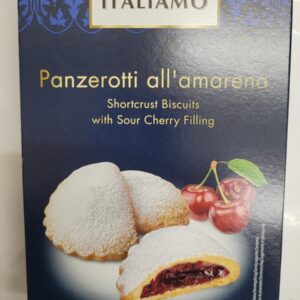 ITALIAMO
Panzerotti all'amarena
Shortcrust Biscuits
with Sour Cherry Filling